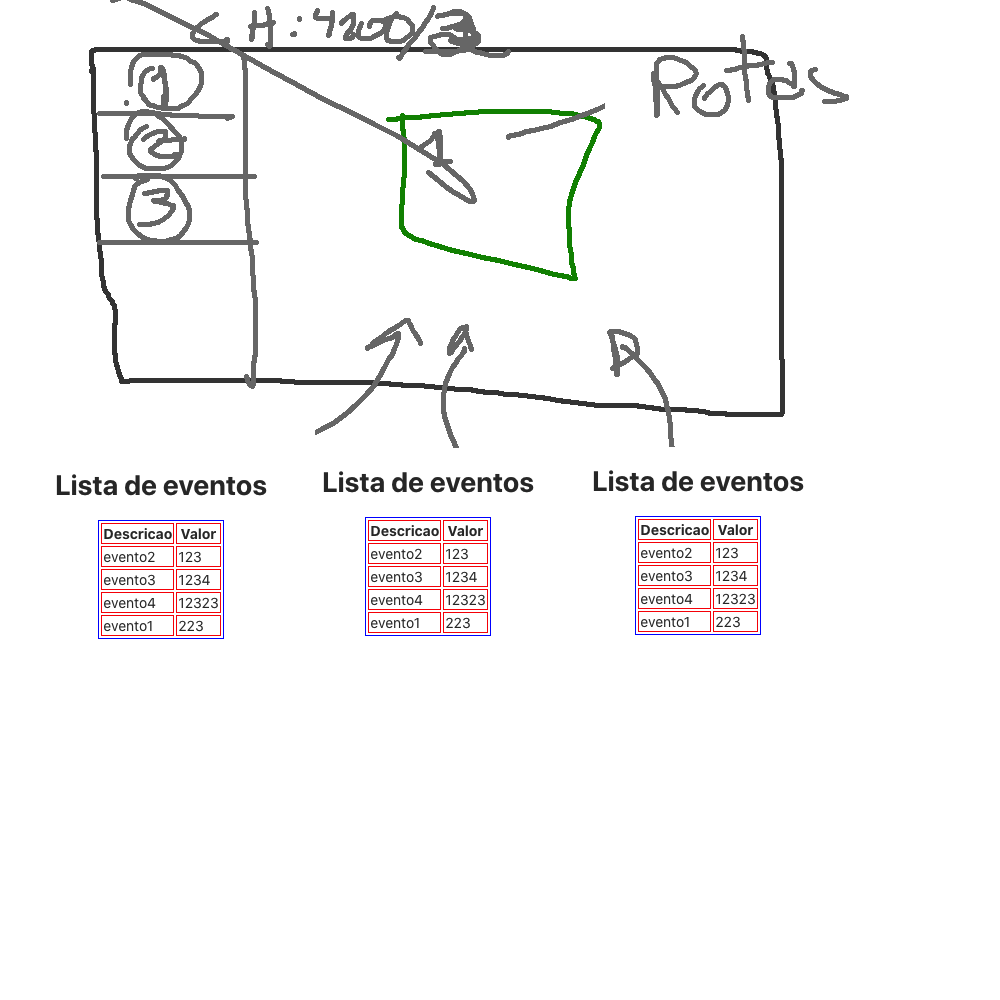 H:4200/3
1
Rotas
2
3
1
Lista de eventos Lista de eventos Lista de eventos
Descricao Valor Descricao Valor Descricao Valor
evento2 123 evento2 123 evento2 123
evento3 1234 evento3 1234 evento3 1234
evento4 12323 evento4 12323 evento4 12323
evento1 223 evento1 223 evento1 223